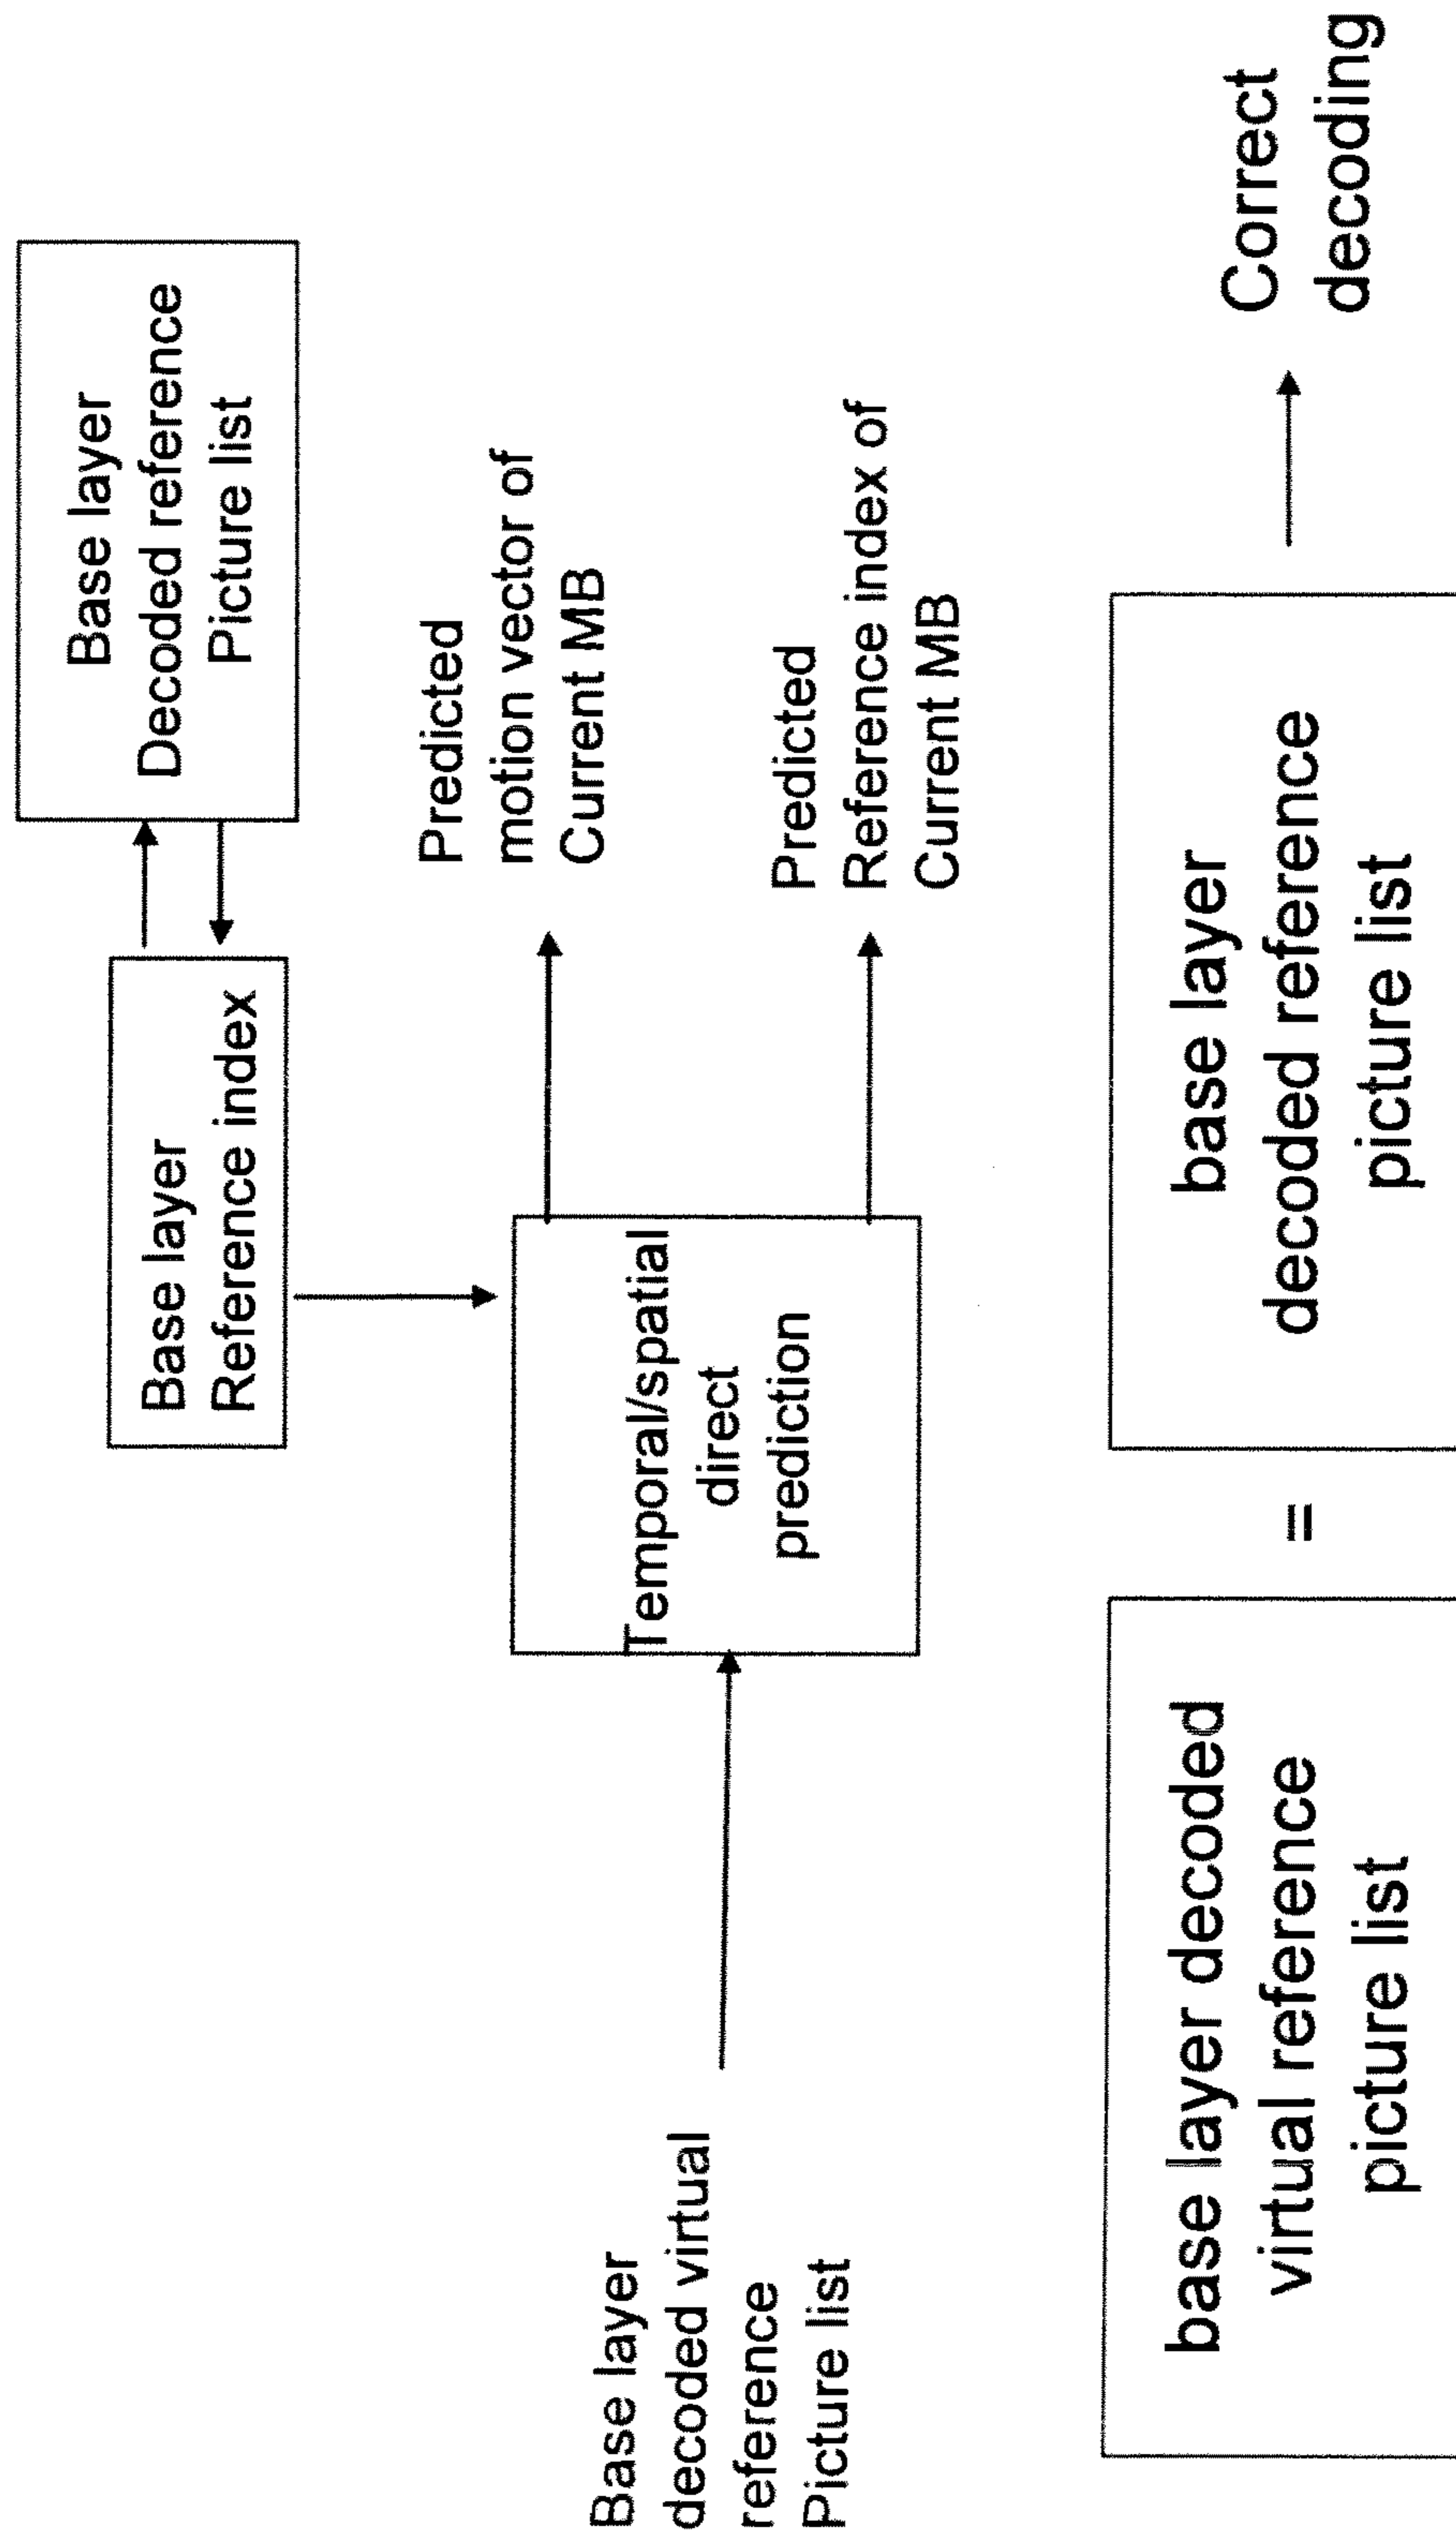 Base layer
Decoded reference
Picture list
Base layer
Reference index
Predicted
motion vector of
Current MB
Base layer
decoded virtual
reference
Picture list
Temporal/spatial
direct
prediction
Predicted
Reference index of
Current MB
base layer decoded
virtual reference
picture list
=
base layer
decoded reference
picture list
Correct
decoding